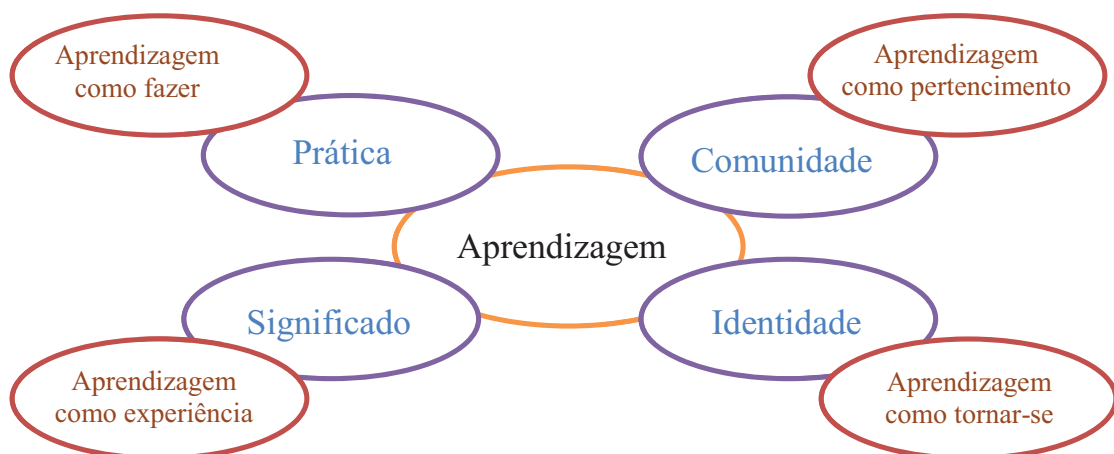 Aprendizagem
como fazer
Aprendizagem
como pertencimento
Prática
Comunidade
Aprendizagem
Significado
Identidade
Aprendizagem
como experiência
Aprendizagem
como tornar-se